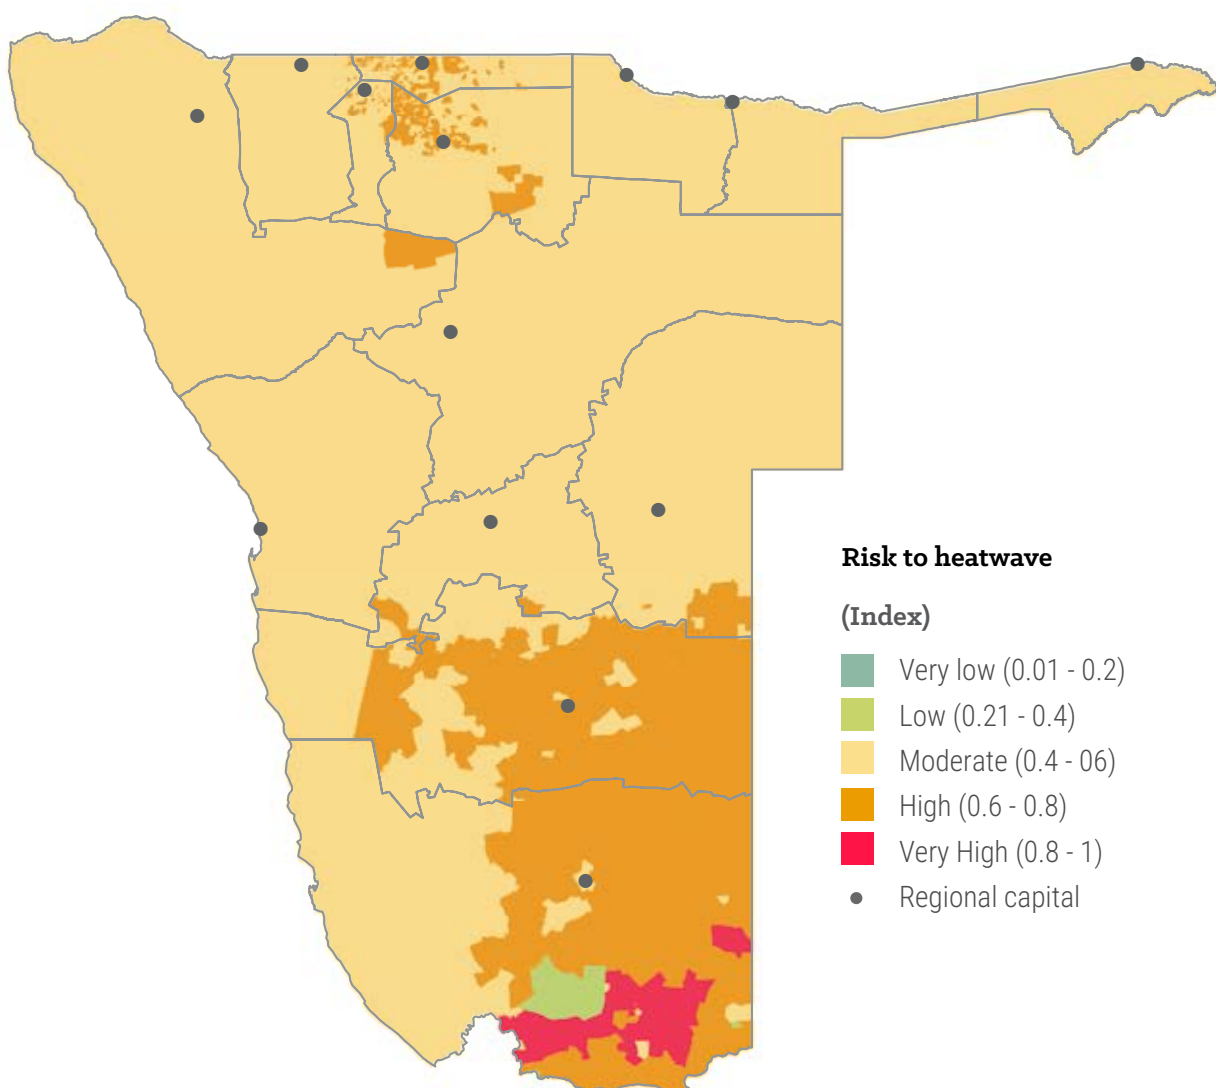 Risk to heatwave
(Index)
Very low (0.01 - 0.2)
Low (0.21 - 0.4)
Moderate (0.4 - 06)
High (0.6 - 0.8)
Very High (0.8 - 1)
Regional capital